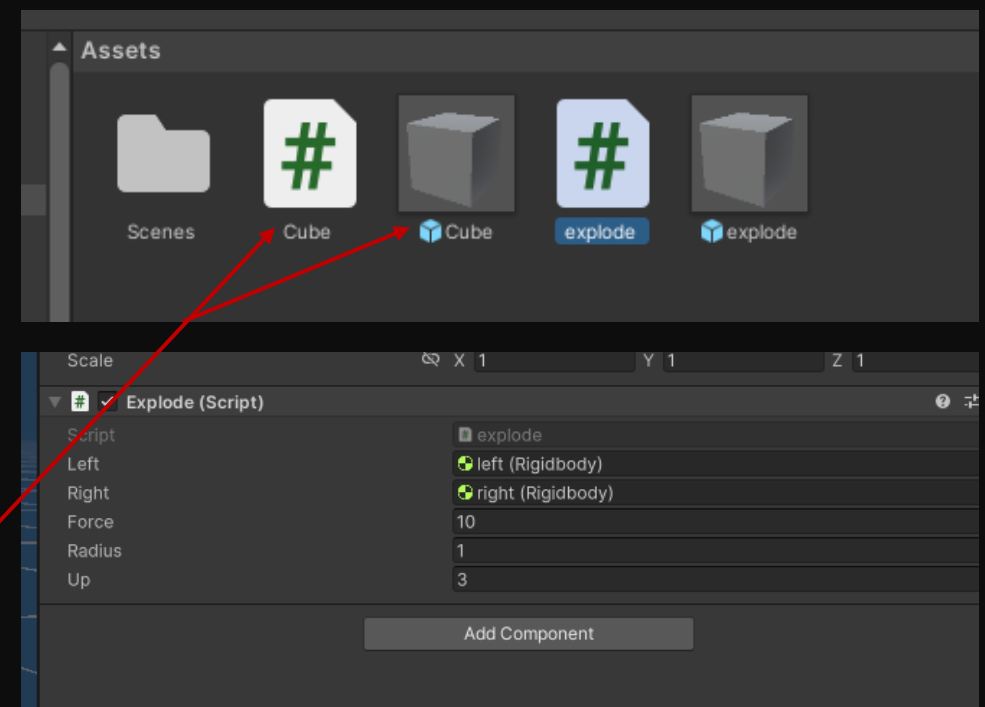 Assets
Scenes Cube Cube explode explode
Scale X 1 Y 1 Z 1
# Explode (Script)
Script # explode
Left left (Rigidbody)
Right right (Rigidbody)
Force 10
Radius 1
Up 3
Add Component